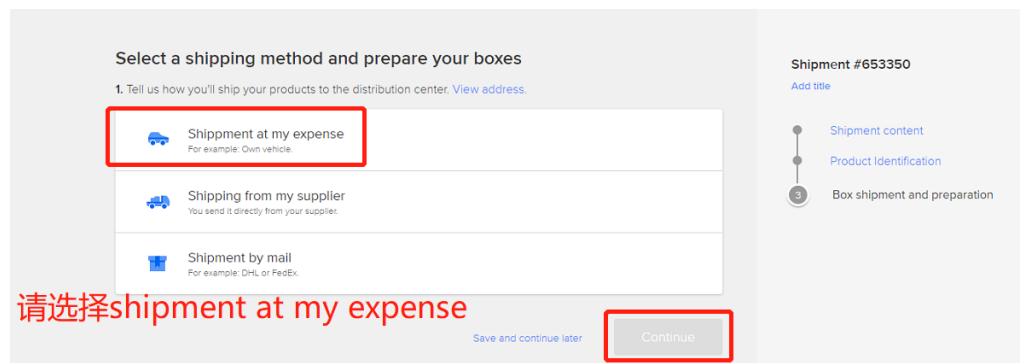 Select a shipping method and prepare your boxes
1. Tell us how you'll ship your products to the distribution center. View address.
Shippment at my expense
For example: Own vehicle.
Shipping from my supplier
You send it directly from your supplier.
Shipment by mail
For example: DHL or FedEx.
请选择shipment at my expense
Save and continue later
Continue
Shipment #653350
Add title
Shipment content
Product Identification
3 Box shipment and preparation